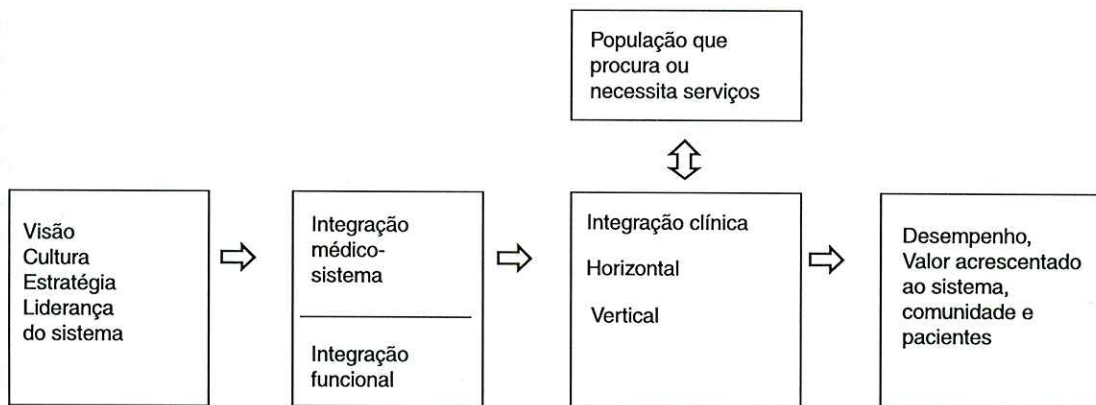 População que
procura ou
necessita serviços
Visão
Cultura
Estratégia
Liderança
do sistema
Integração
médico-
sistema
Integração
funcional
Integração clínica
Horizontal
Vertical
Desempenho,
Valor acrescentado
ao sistema,
comunidade e
pacientes